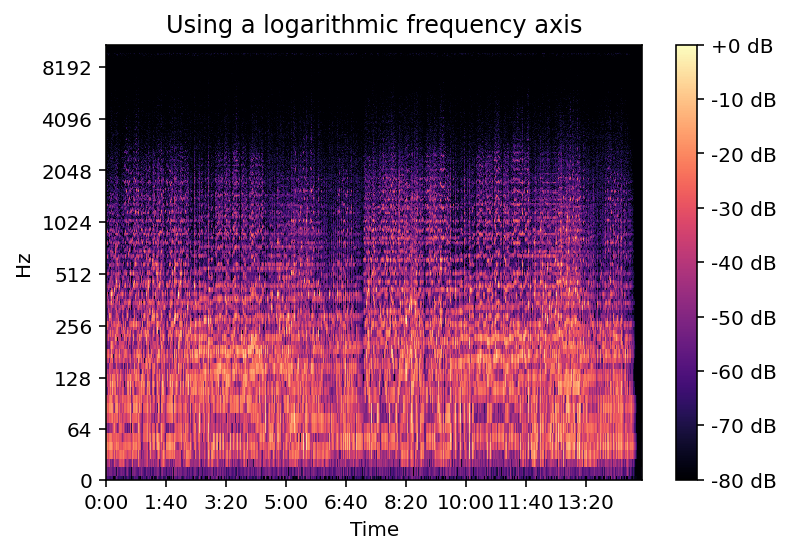 Using a logarithmic frequency axis
Hz
8192
4096
2048
1024
512
256
128
64
0
0:00 1:40 3:20 5:00 6:40 8:20 10:00 11:40 13:20
Time
+0 dB
-10 dB
-20 dB
-30 dB
-40 dB
-50 dB
-60 dB
-70 dB
-80 dB